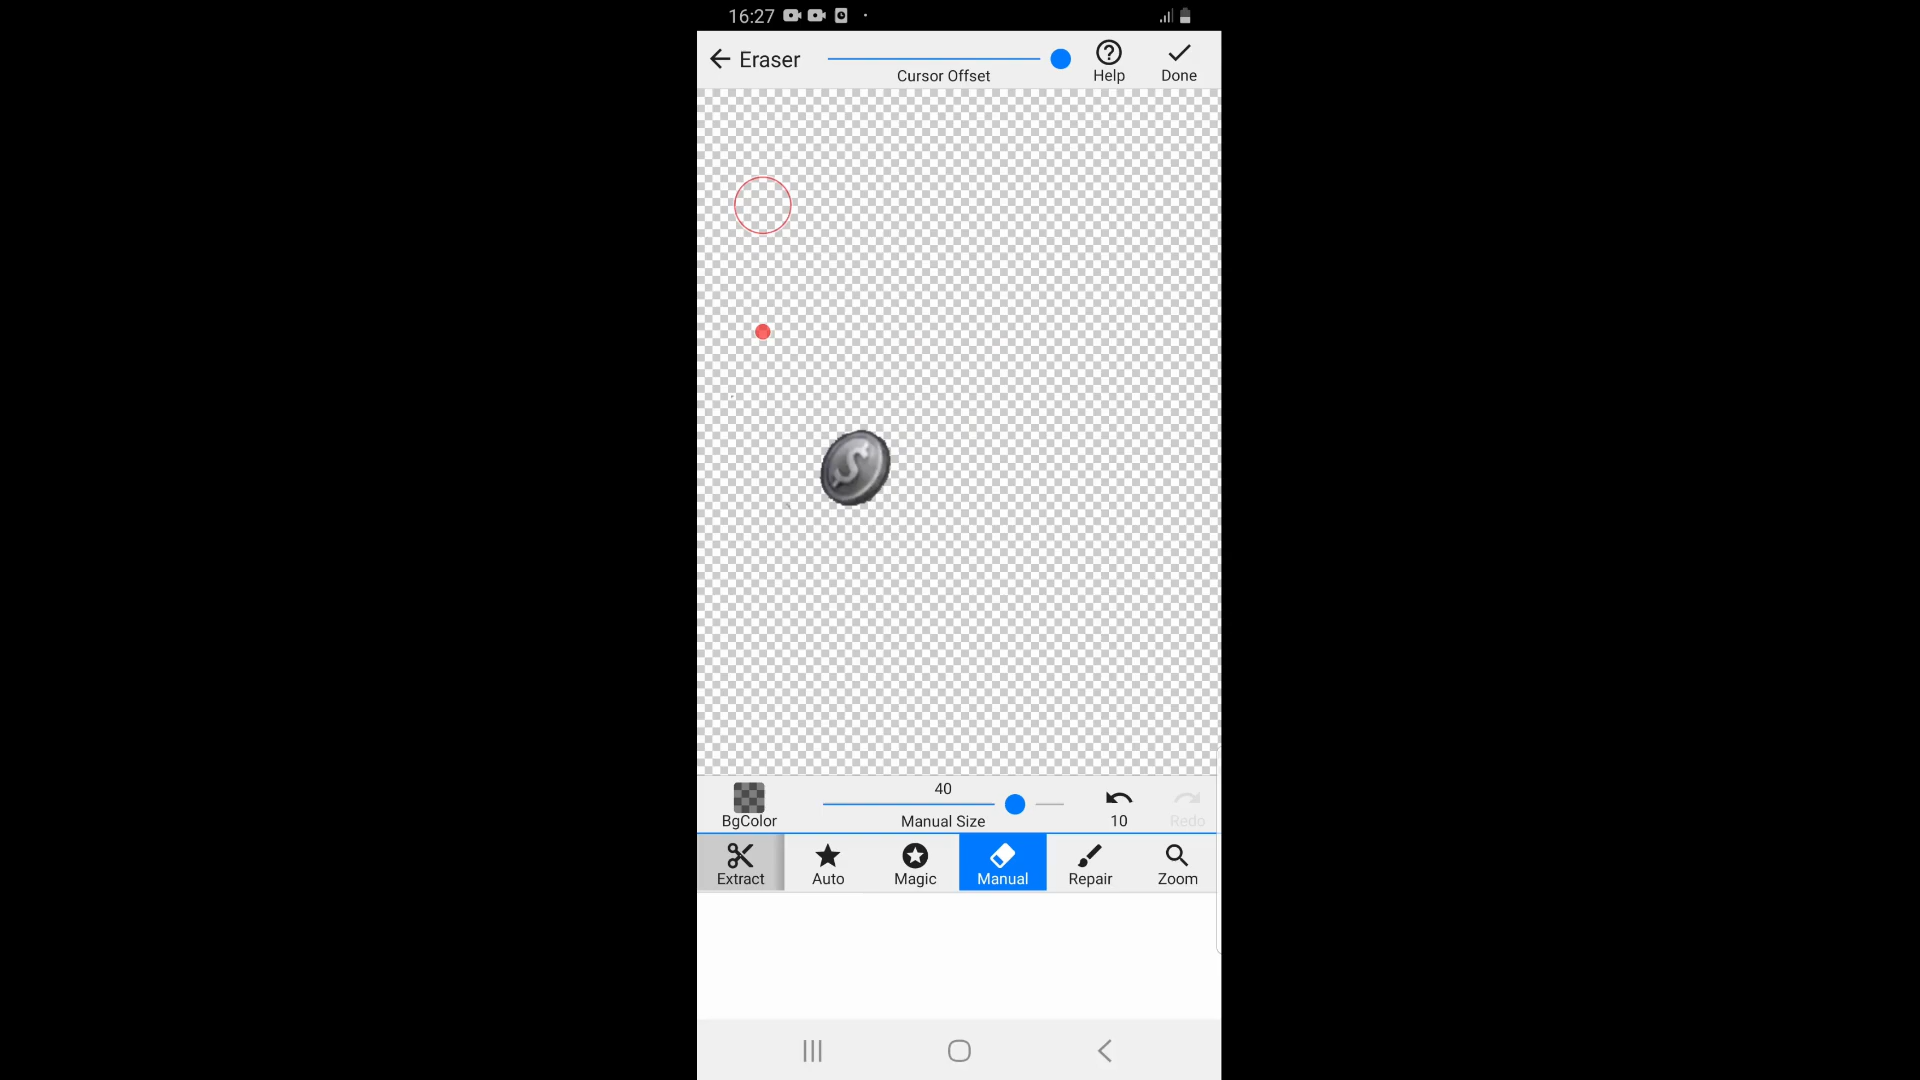 16:27
Eraser
Cursor Offset
Help
Done
$
40
BgColor
Manual Size
10
Redo
Extract
Auto
Magic
Manual
Repair
Zoom